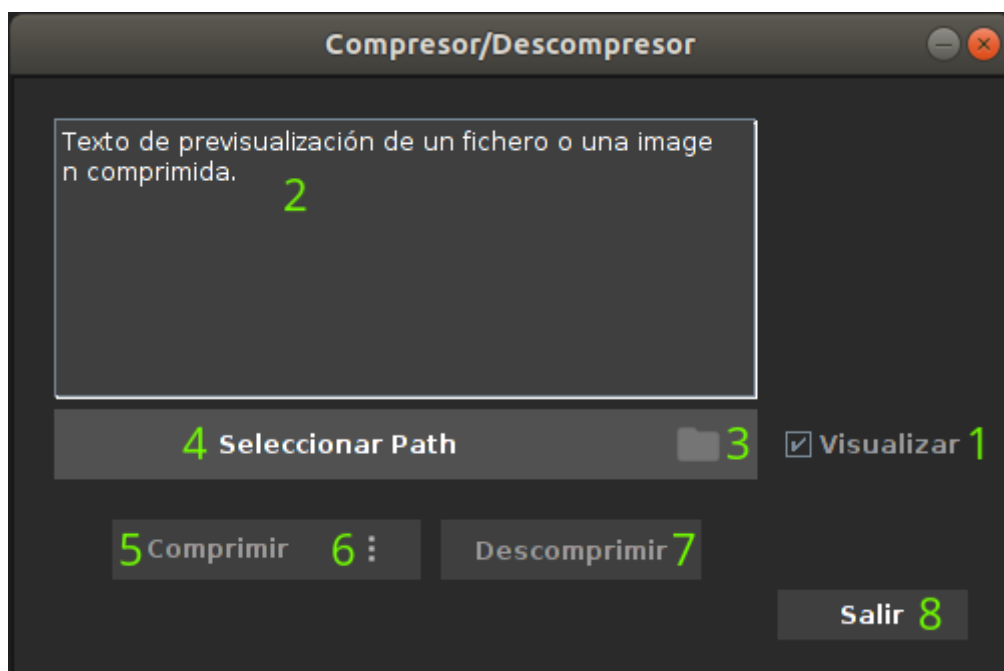 Compresor/Descompresor
Texto de previsualización de un fichero o una image
n comprimida.
2
4 Seleccionar Path 3
Visualizar 1
5 Comprimir 6
Descomprimir 7
Salir 8